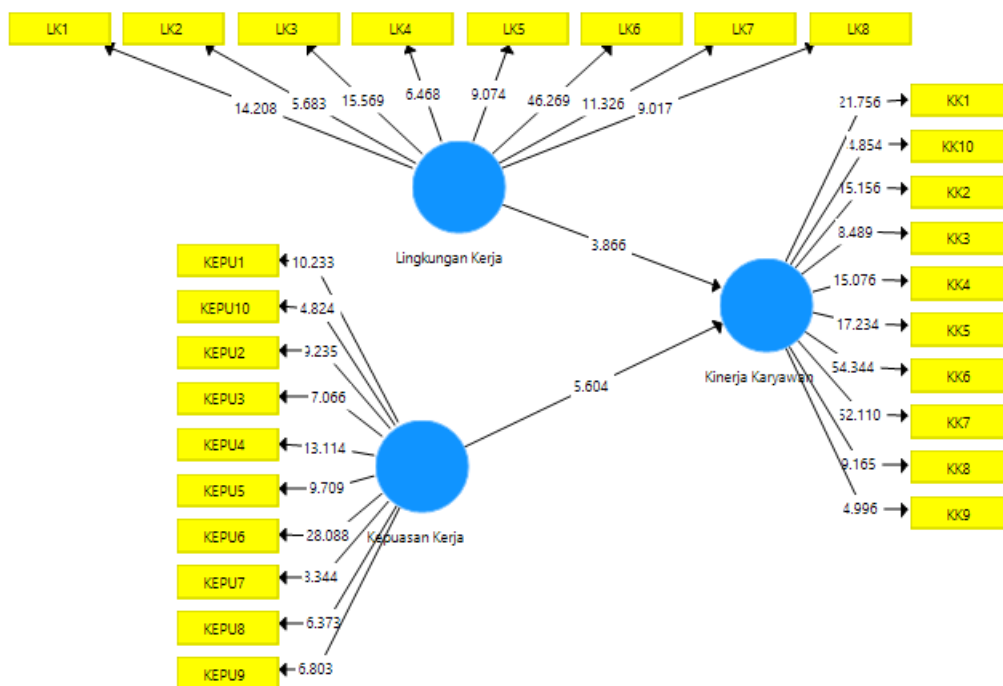 LK1
LK2
LK3
LK4
LK5
LK6
LK7
LK8
14.208
5.683
15.569
6.468
9.074
46.269
11.326
9.017
Lingkungan Kerja
3.866
KEPU1
10.233
KEPU10
4.824
KEPU2
9.235
KEPU3
7.066
KEPU4
13.114
KEPU5
9.709
KEPU6
28.088
KEPU7
3.344
KEPU8
6.373
KEPU9
6.803
Kepuasan Kerja
5.604
Kinerja Karyawan
21.756
KK1
4.854
KK10
15.156
KK2
8.489
KK3
15.076
KK4
17.234
KK5
54.344
KK6
52.110
KK7
9.165
KK8
4.996
KK9